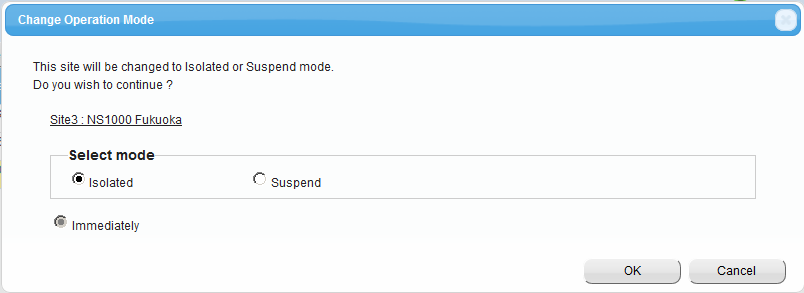 Change Operation Mode
This site will be changed to Isolated or Suspend mode.
Do you wish to continue ?
Site3 : NS1000 Fukuoka
Select mode
Isolated
Suspend
Immediately
OK
Cancel